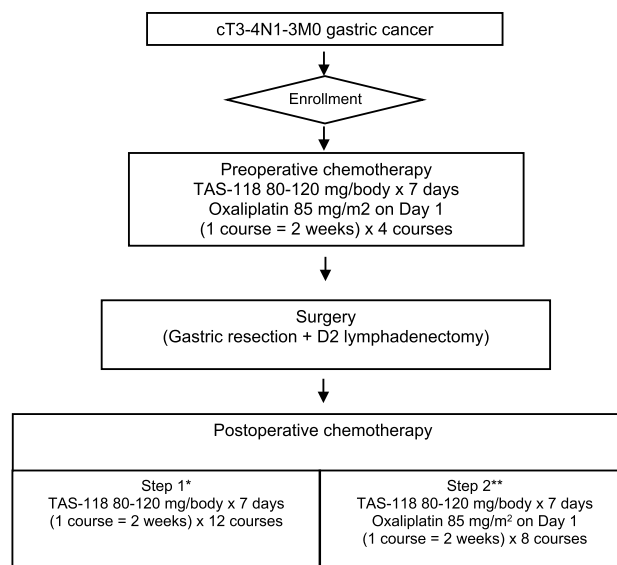 cT3-4N1-3M0 gastric cancer
Enrollment
Preoperative chemotherapy
TAS-118 80-120 mg/body x 7 days
Oxaliplatin 85 mg/m2 on Day 1
(1 course = 2 weeks) x 4 courses
Surgery
(Gastric resection + D2 lymphadenectomy)
Postoperative chemotherapy
Step 1*
TAS-118 80-120 mg/body x 7 days
(1 course = 2 weeks) x 12 courses
Step 2**
TAS-118 80-120 mg/body x 7 days
Oxaliplatin 85 mg/m² on Day 1
(1 course = 2 weeks) x 8 courses